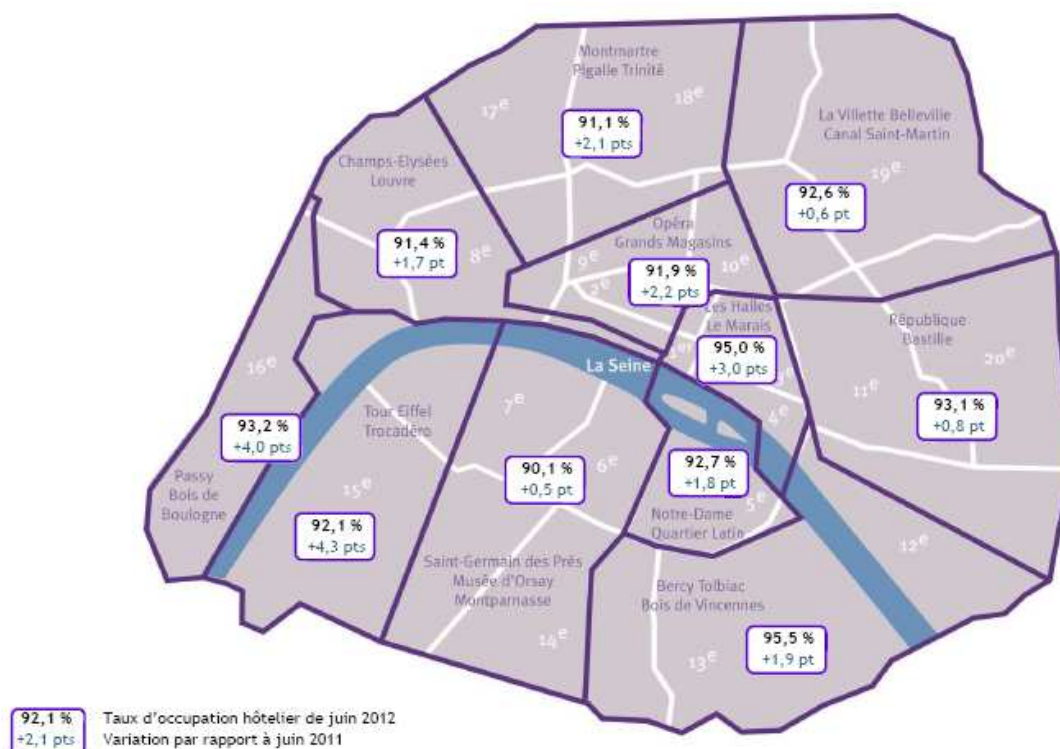 Montmartre
Pigalle Trinité
17e
18e
91,1 %
+2,1 pts
La Villette Belleville
Canal Saint-Martin
19e
92,6 %
+0,6 pt
Champs-Elysées
Louvre
91,4 %
+1,7 pt
8e
Opéra
Grands Magasins
9e
10e
2e
91,9 %
+2,2 pts
Les Halles
Le Marais
1er
95,0 %
+3,0 pts
4e
République
Bastille
20e
11e
93,1 %
+0,8 pt
La Seine
16e
93,2 %
+4,0 pts
Passy
Bois de
Boulogne
Tour Eiffel
Trocadéro
15e
92,1 %
+4,3 pts
7e
6e
90,1 %
+0,5 pt
Saint-Germain des Prés
Musée d'Orsay
Montparnasse
14e
92,7 %
+1,8 pt
5e
Notre-Dame
Quartier Latin
12e
Bercy Tolbiac
Bois de Vincennes
13e
95,5 %
+1,9 pt
92,1 % Taux d'occupation hôtelier de juin 2012
+2,1 pts Variation par rapport à juin 2011